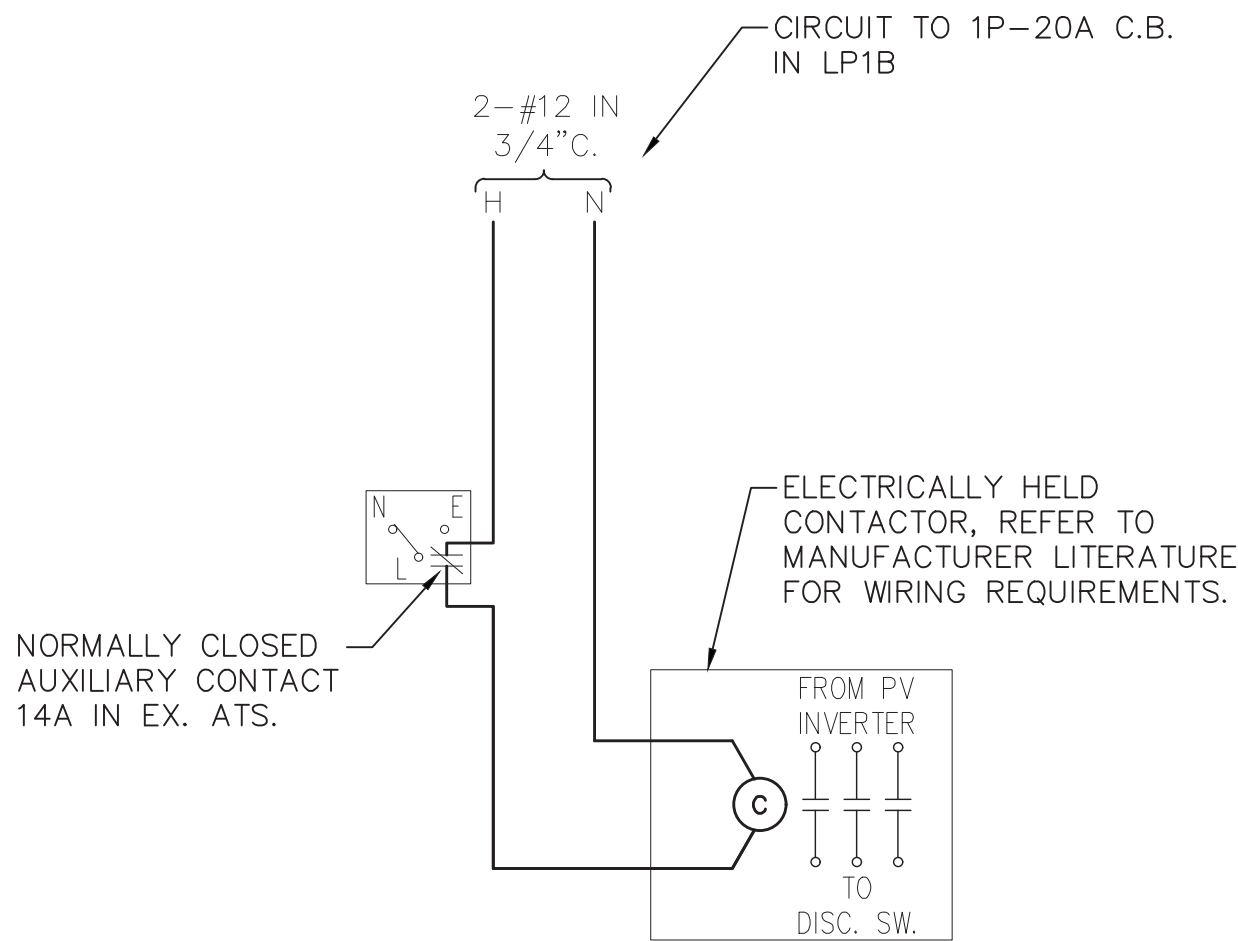 CIRCUIT TO 1P-20A C.B.
IN LP1B
2-#12 IN
3/4"C.
H
N
N
E
L
ELECTRICALLY HELD
CONTACTOR, REFER TO
MANUFACTURER LITERATURE
FOR WIRING REQUIREMENTS.
NORMALLY CLOSED
AUXILIARY CONTACT
14A IN EX. ATS.
FROM PV
INVERTER
C
TO
DISC. SW.